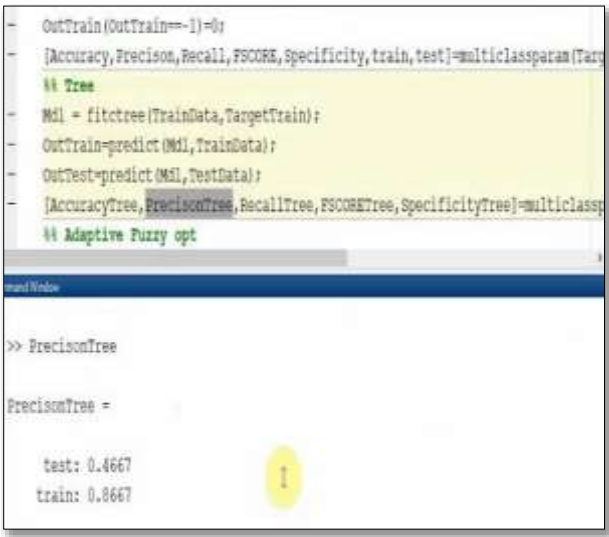 OutTrain(OutTrain==-1)=0;
[Accuracy,Precison,Recall,FSCORE,Specificity,train,test]=multiclassparam(Targ
%% Tree
Mdl = fitctree(TrainData,TargetTrain);
OutTrain=predict(Mdl,TrainData);
OutTest=predict(Mdl,TestData);
[AccuracyTree,PrecisonTree,RecallTree,FSCORETree,SpecificityTree]=multiclassp
%% Adaptive Fuzzy opt
mmand Window
>> PrecisonTree
PrecisonTree =
test: 0.4667
train: 0.8667